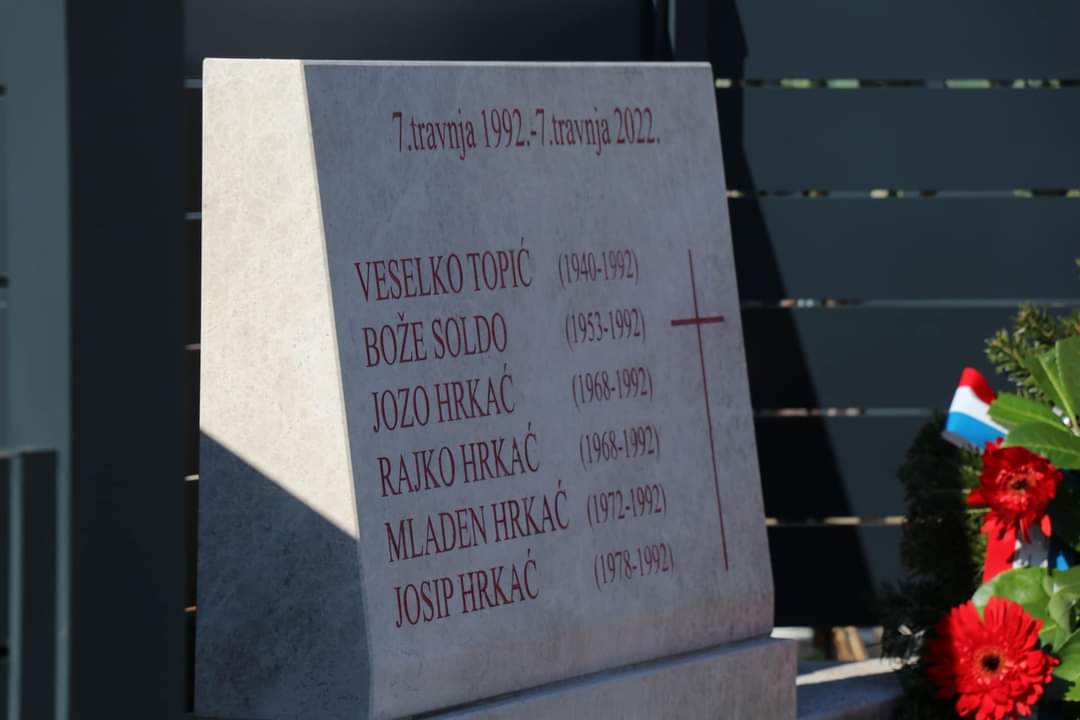 7.travnja 1992.-7.travnja 2022.
VESELKO TOPIĆ (1940-1992)
BOŽE SOLDO (1953-1992)
JOZO HRKAĆ (1968-1992)
RAJKO HRKAĆ (1968-1992)
MLADEN HRKAĆ (1972-1992)
JOSIP HRKAĆ (1978-1992)